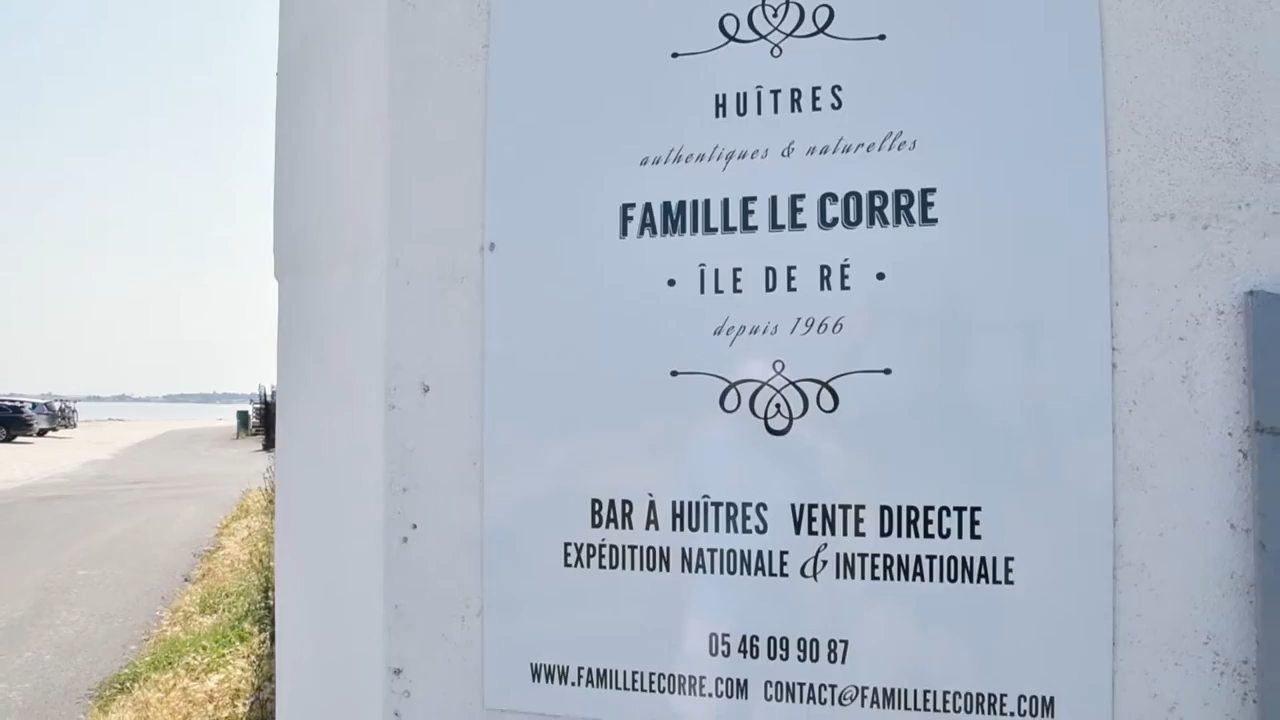 HUÎTRES
authentiques & naturelles
FAMILLE LE CORRE
• ÎLE DE RÉ •
depuis 1966
BAR À HUÎTRES VENTE DIRECTE
EXPÉDITION NATIONALE & INTERNATIONALE
05 46 09 90 87
WWW.FAMILLELECORRE.COM CONTACT@FAMILLELECORRE.COM